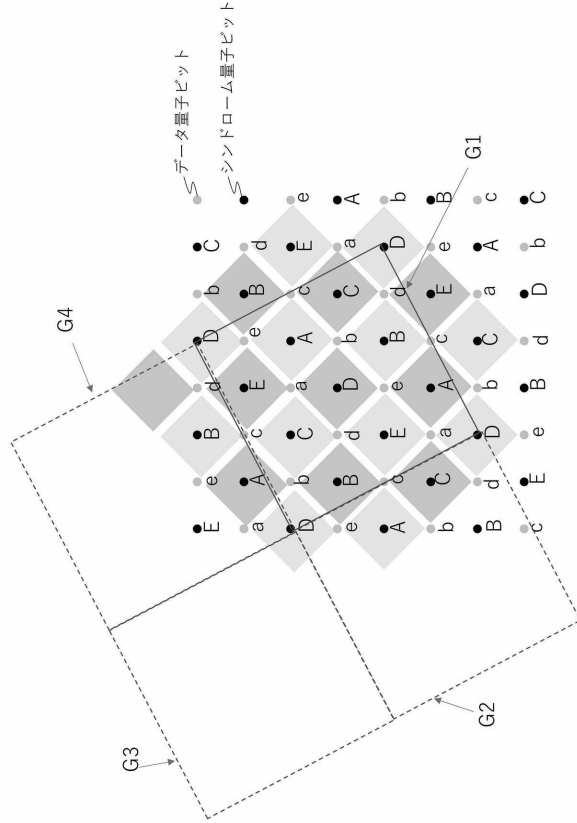 G4
G3
データ量子ビット
E e B d D b C
シンドローム量子ビット
a A c E e B d
D b C a A c E e
e B d D b C a A
A c E e B d D b
b C a A c E e B
G1
G2
B d D b C a A c
c E e B d D b C